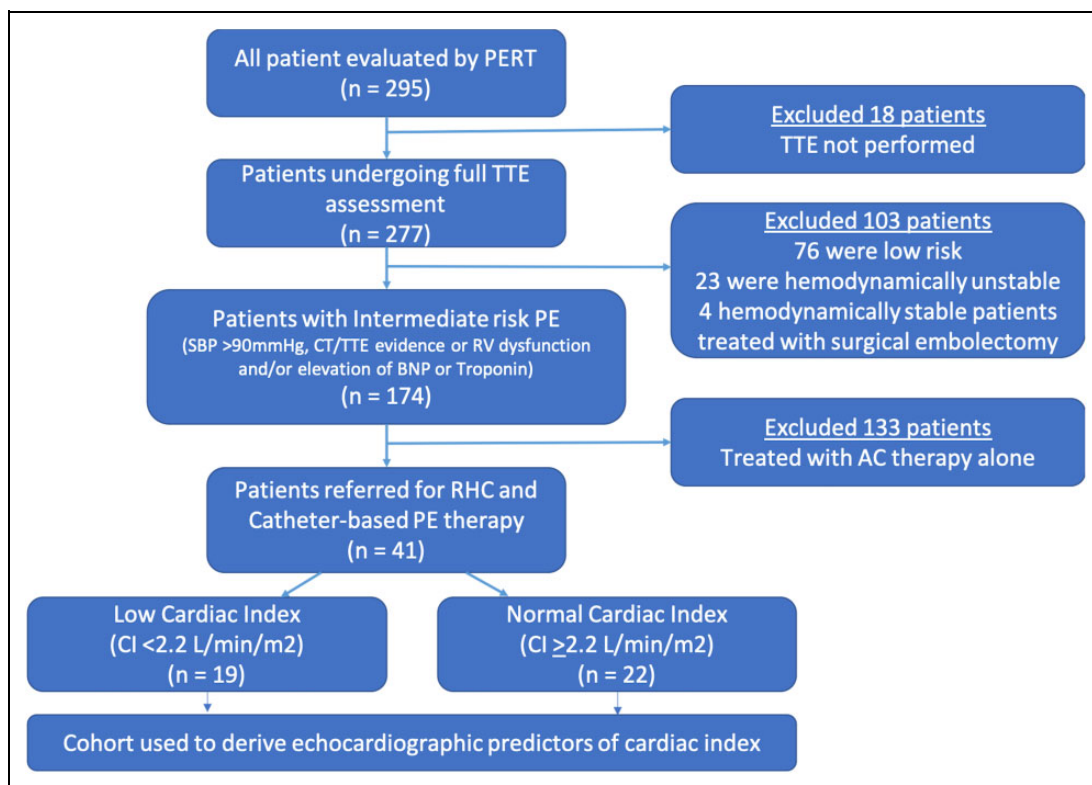 All patient evaluated by PERT
(n = 295)
Excluded 18 patients
TTE not performed
Patients undergoing full TTE
assessment
(n = 277)
Excluded 103 patients
76 were low risk
23 were hemodynamically unstable
4 hemodynamically stable patients
treated with surgical embolectomy
Patients with Intermediate risk PE
(SBP >90mmHg, CT/TTE evidence or RV dysfunction
and/or elevation of BNP or Troponin)
(n = 174)
Excluded 133 patients
Treated with AC therapy alone
Patients referred for RHC and
Catheter-based PE therapy
(n = 41)
Low Cardiac Index
(CI <2.2 L/min/m2)
(n = 19)
Normal Cardiac Index
(CI ≥2.2 L/min/m2)
(n = 22)
Cohort used to derive echocardiographic predictors of cardiac index